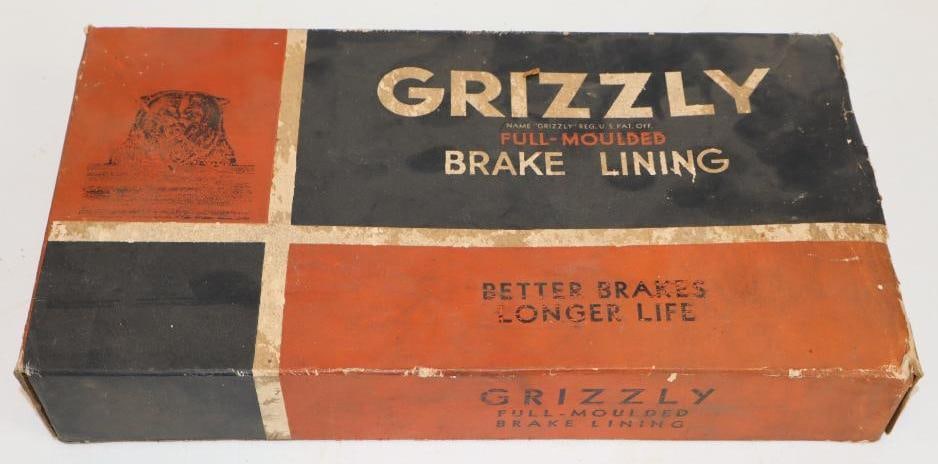 GRIZZLY
NAME "GRIZZLY" REG. U.S. PAT. OFF.
FULL-MOULDED
BRAKE LINING
BETTER BRAKES
LONGER LIFE
GRIZZLY
FULL-MOULDED
BRAKE LINING